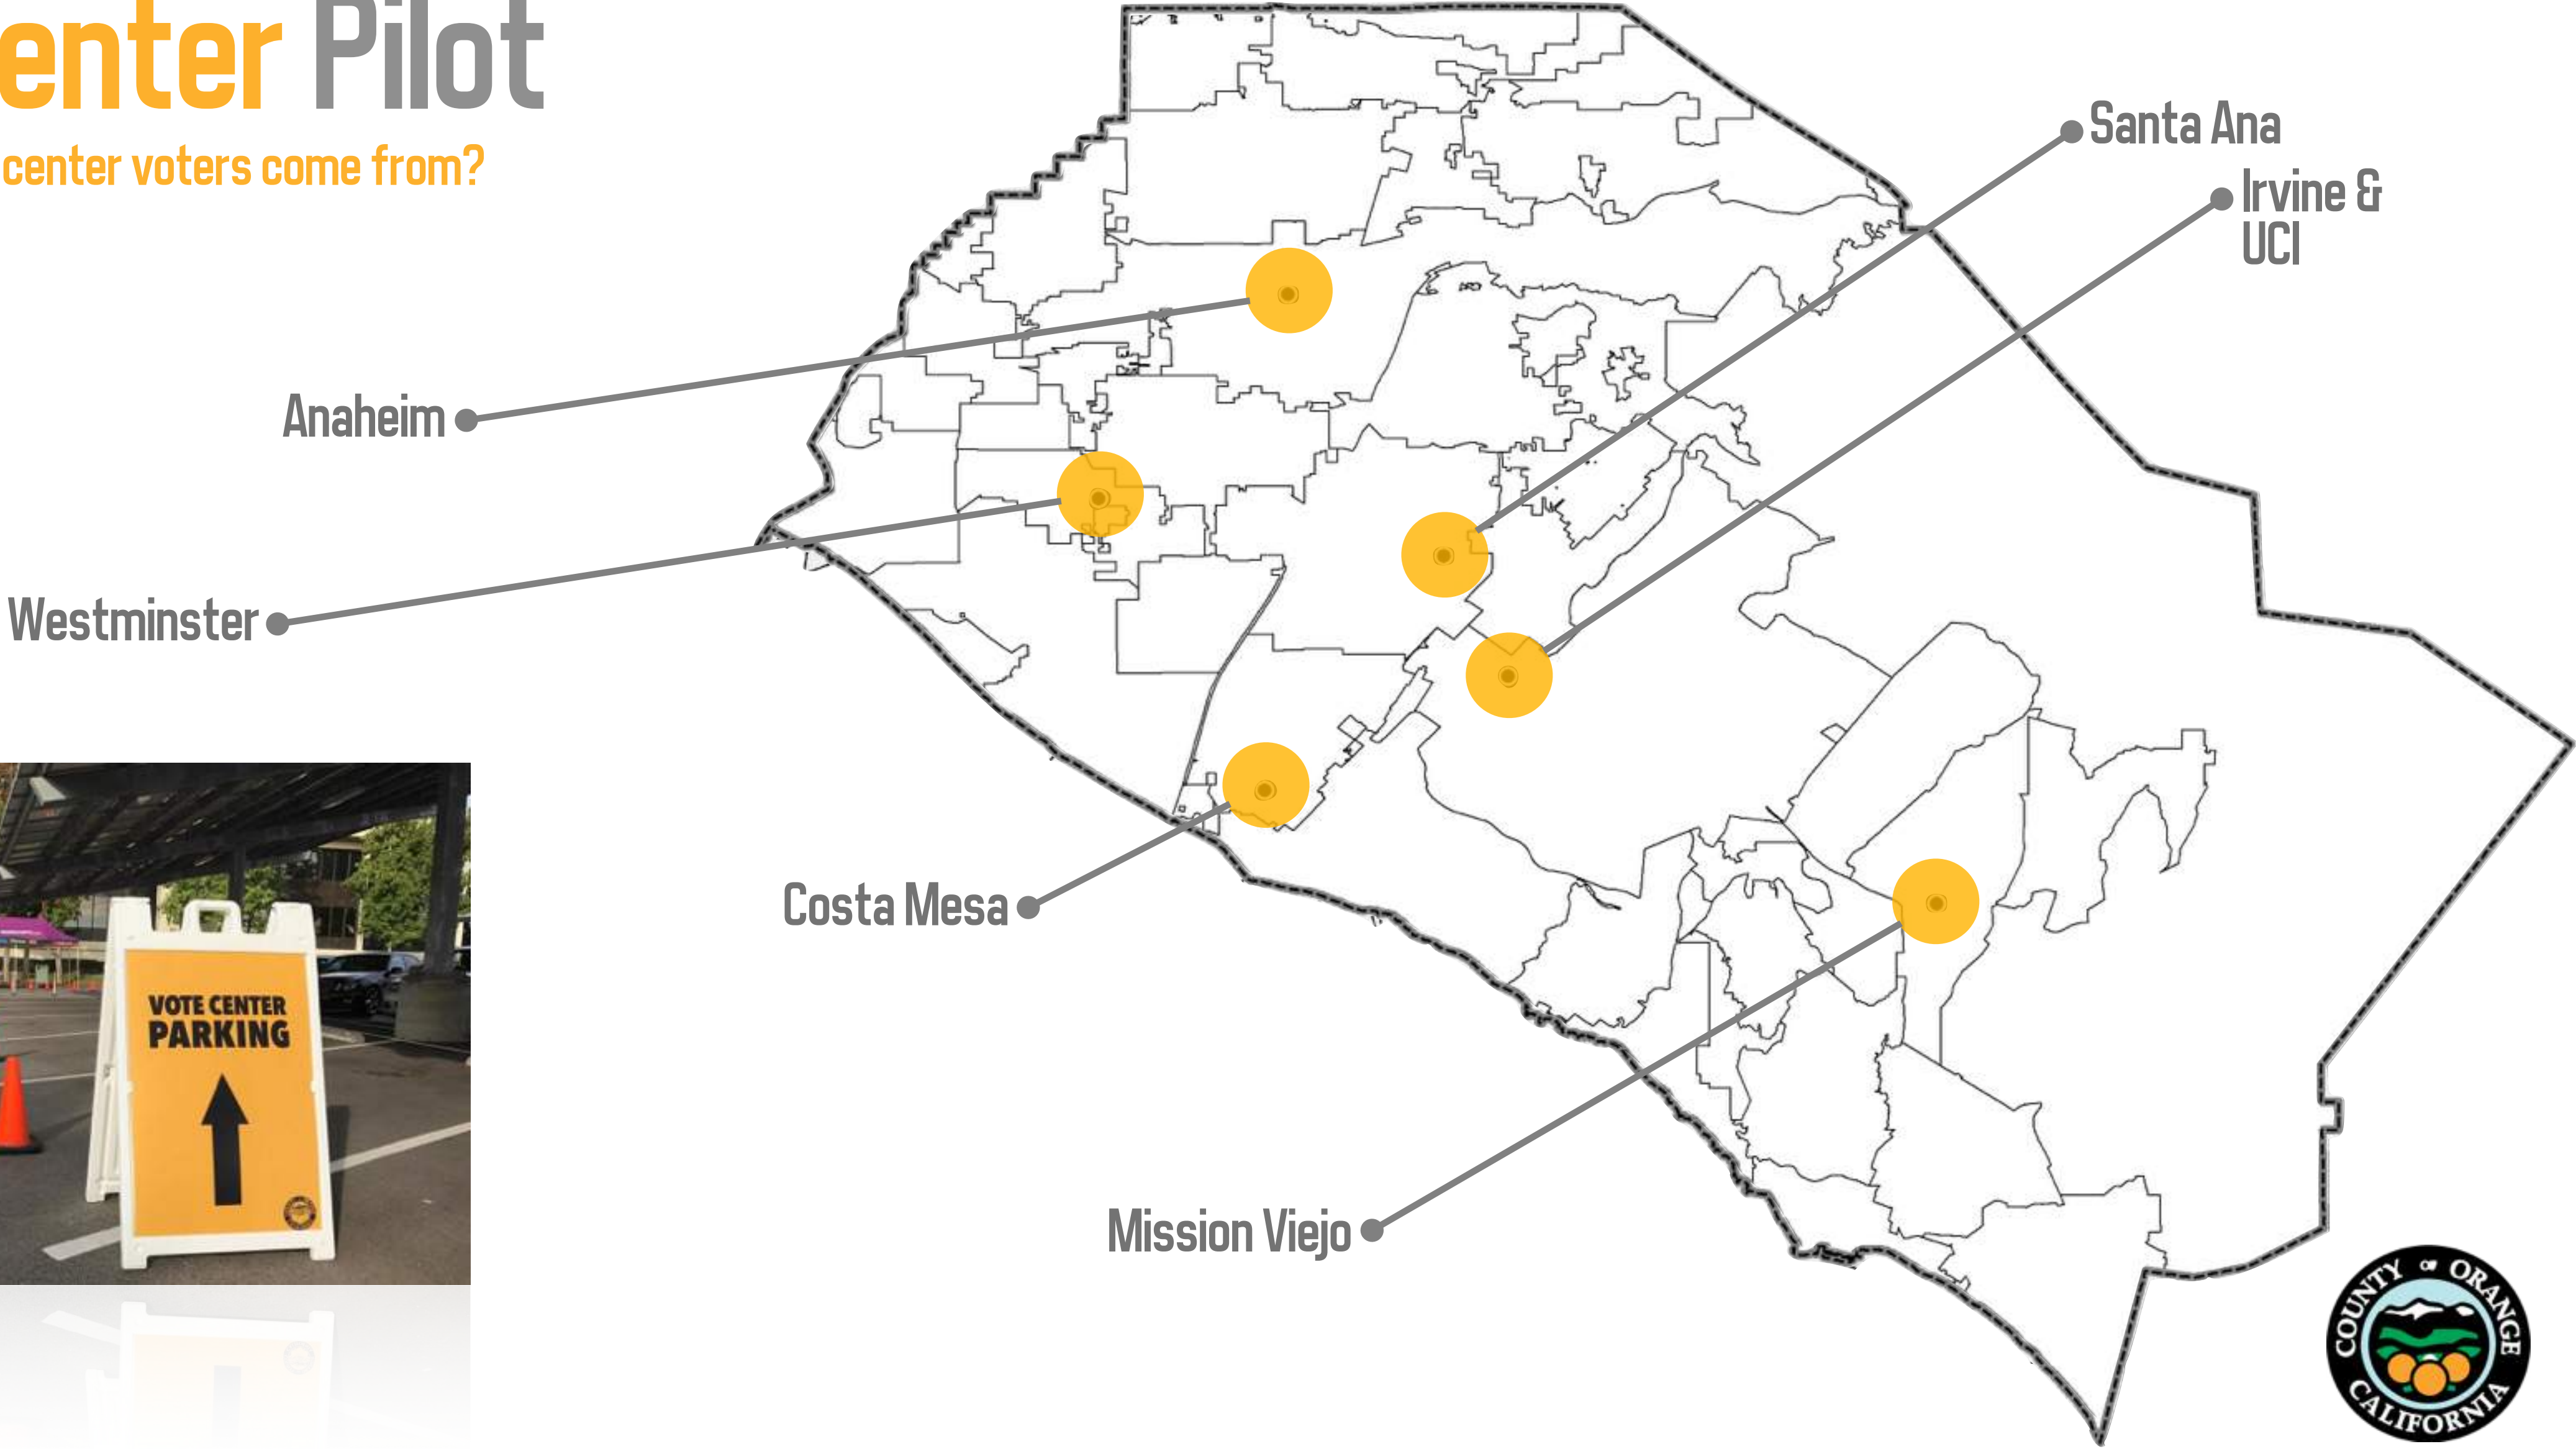 enter Pilot
center voters come from?
Santa Ana
Irvine &
UCI
Anaheim
Westminster
Costa Mesa
Mission Viejo
VOTE CENTER
PARKING
COUNTY OF ORANGE
CALIFORNIA